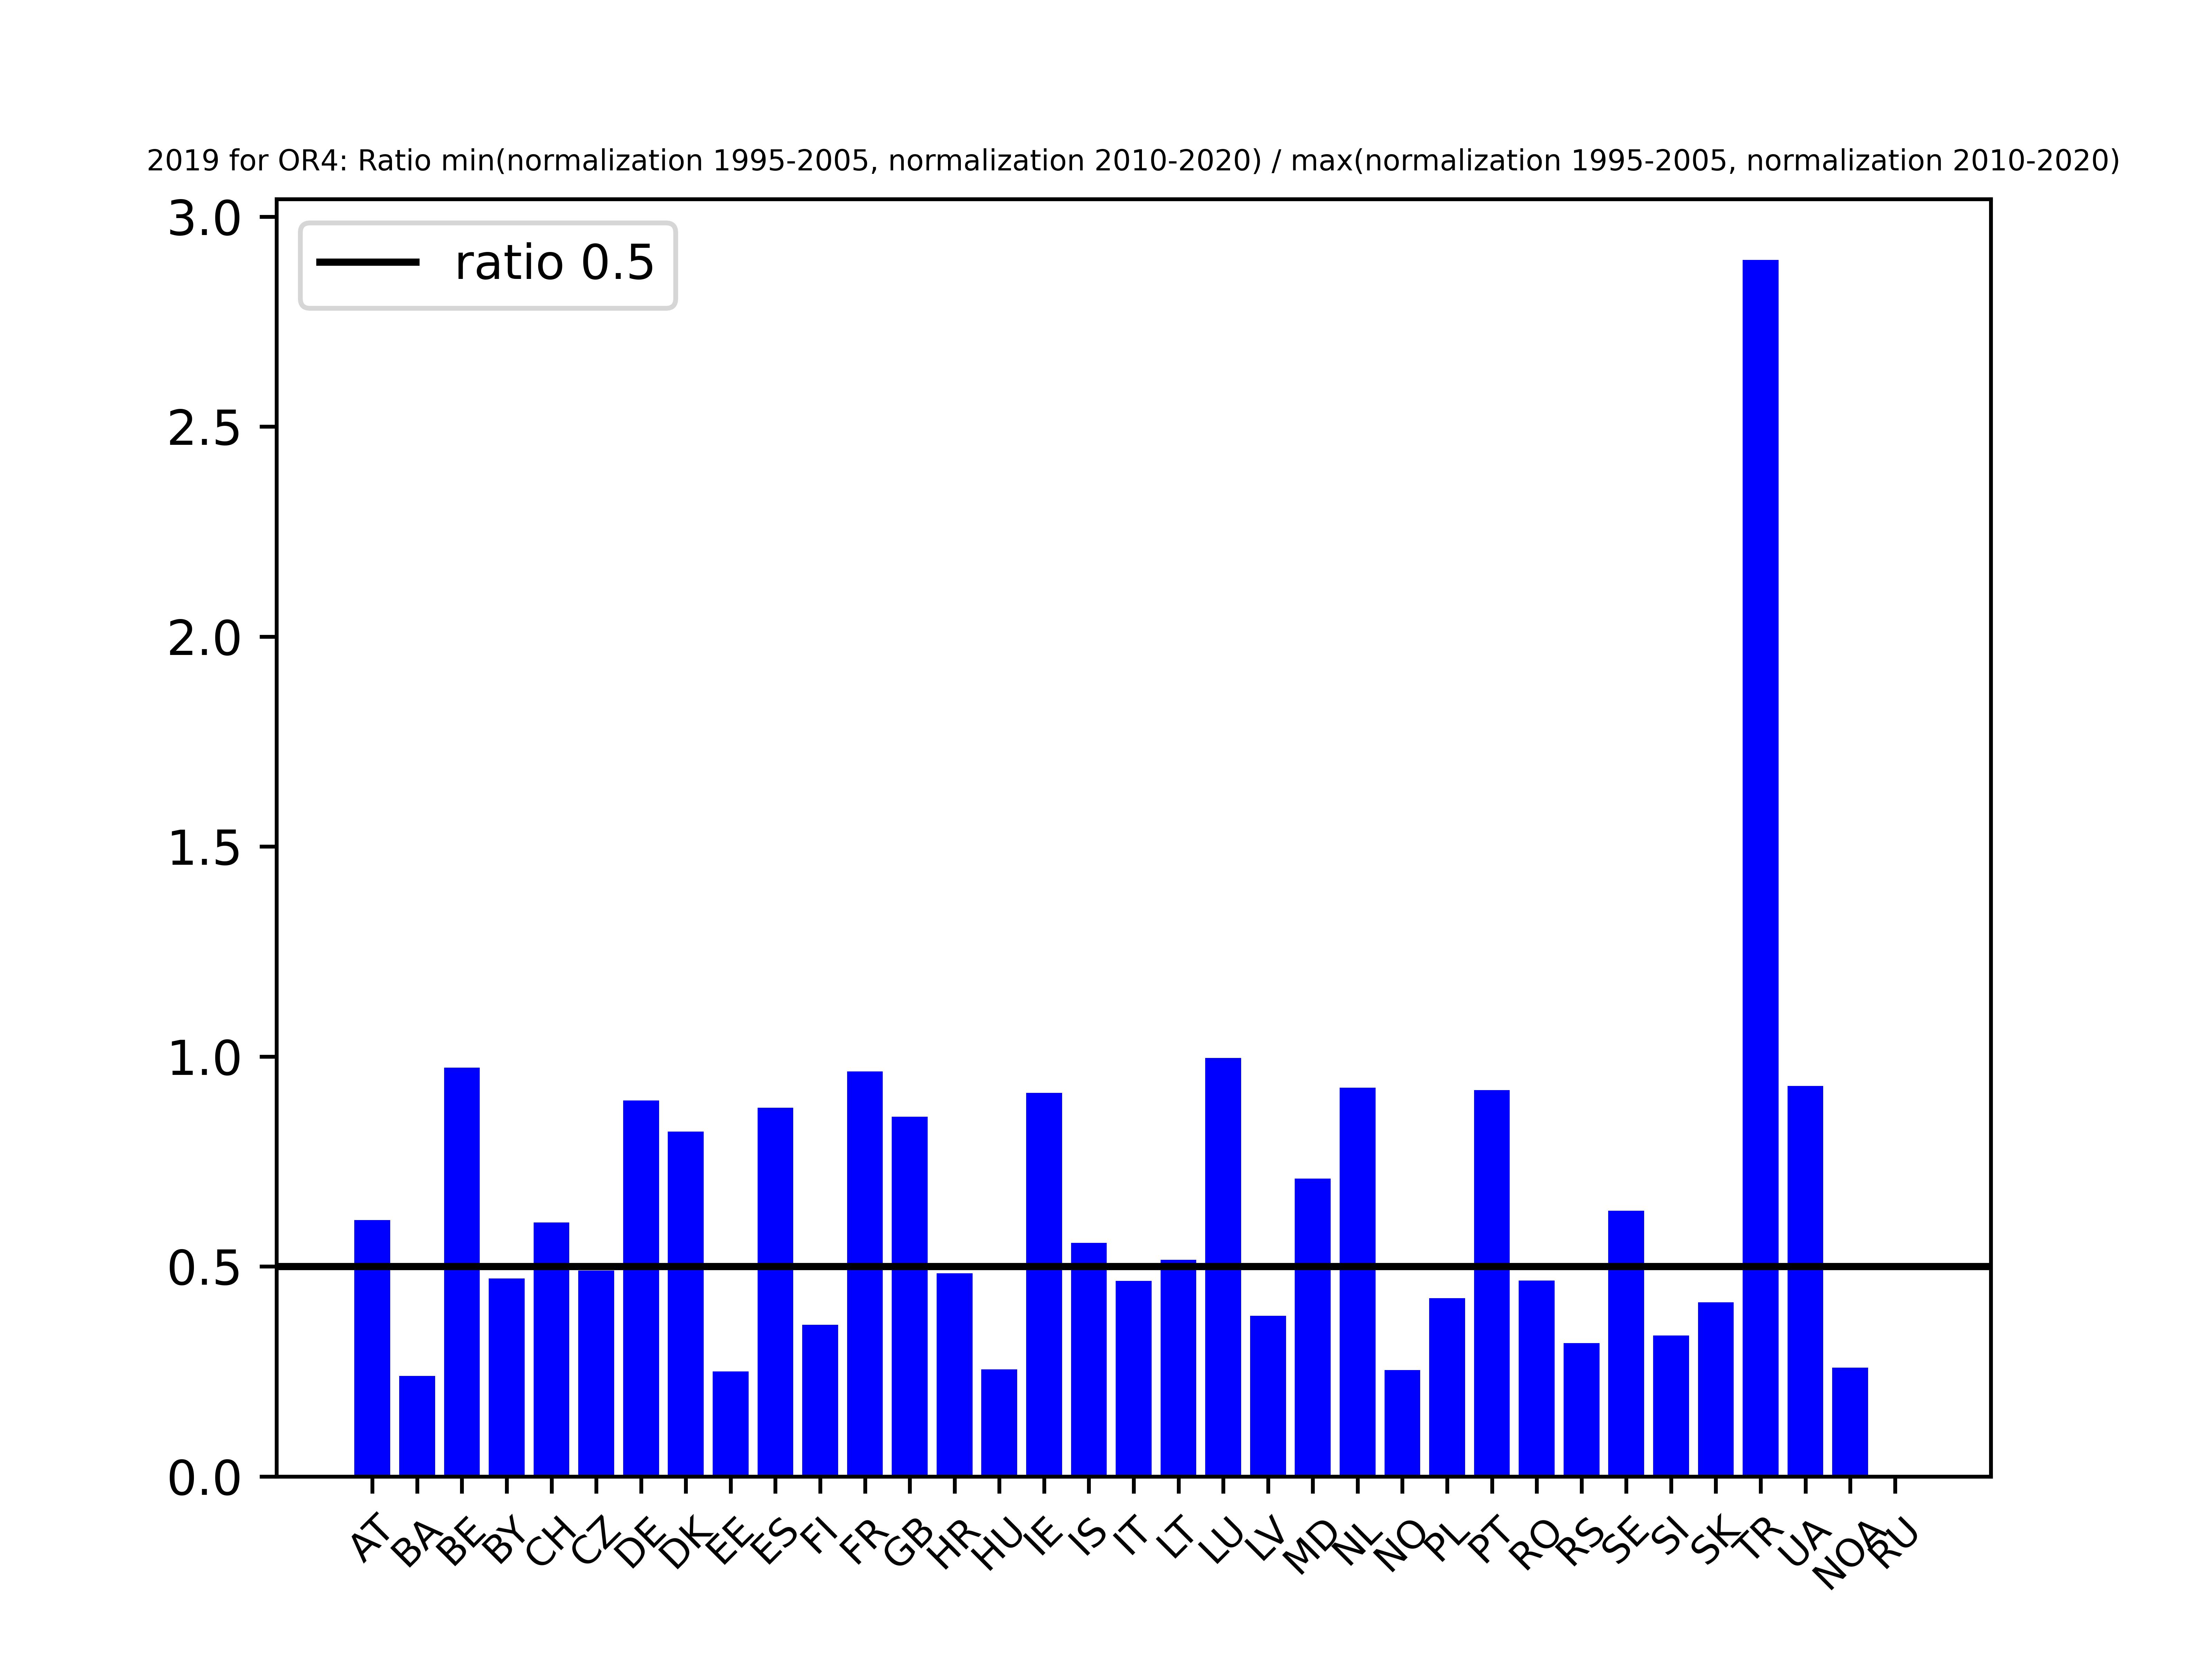 2019 for OR4: Ratio min(normalization 1995-2005, normalization 2010-2020) / max(normalization 1995-2005, normalization 2010-2020)
ratio 0.5
3.0
2.5
2.0
1.5
1.0
0.5
0.0
AT BA BE BY CH CZ DE DK EE ES FI FR GB HR HU IE IS IT LT LU LV MD NL NO PL PT RO RS SE SI SK TR UA NOA RU